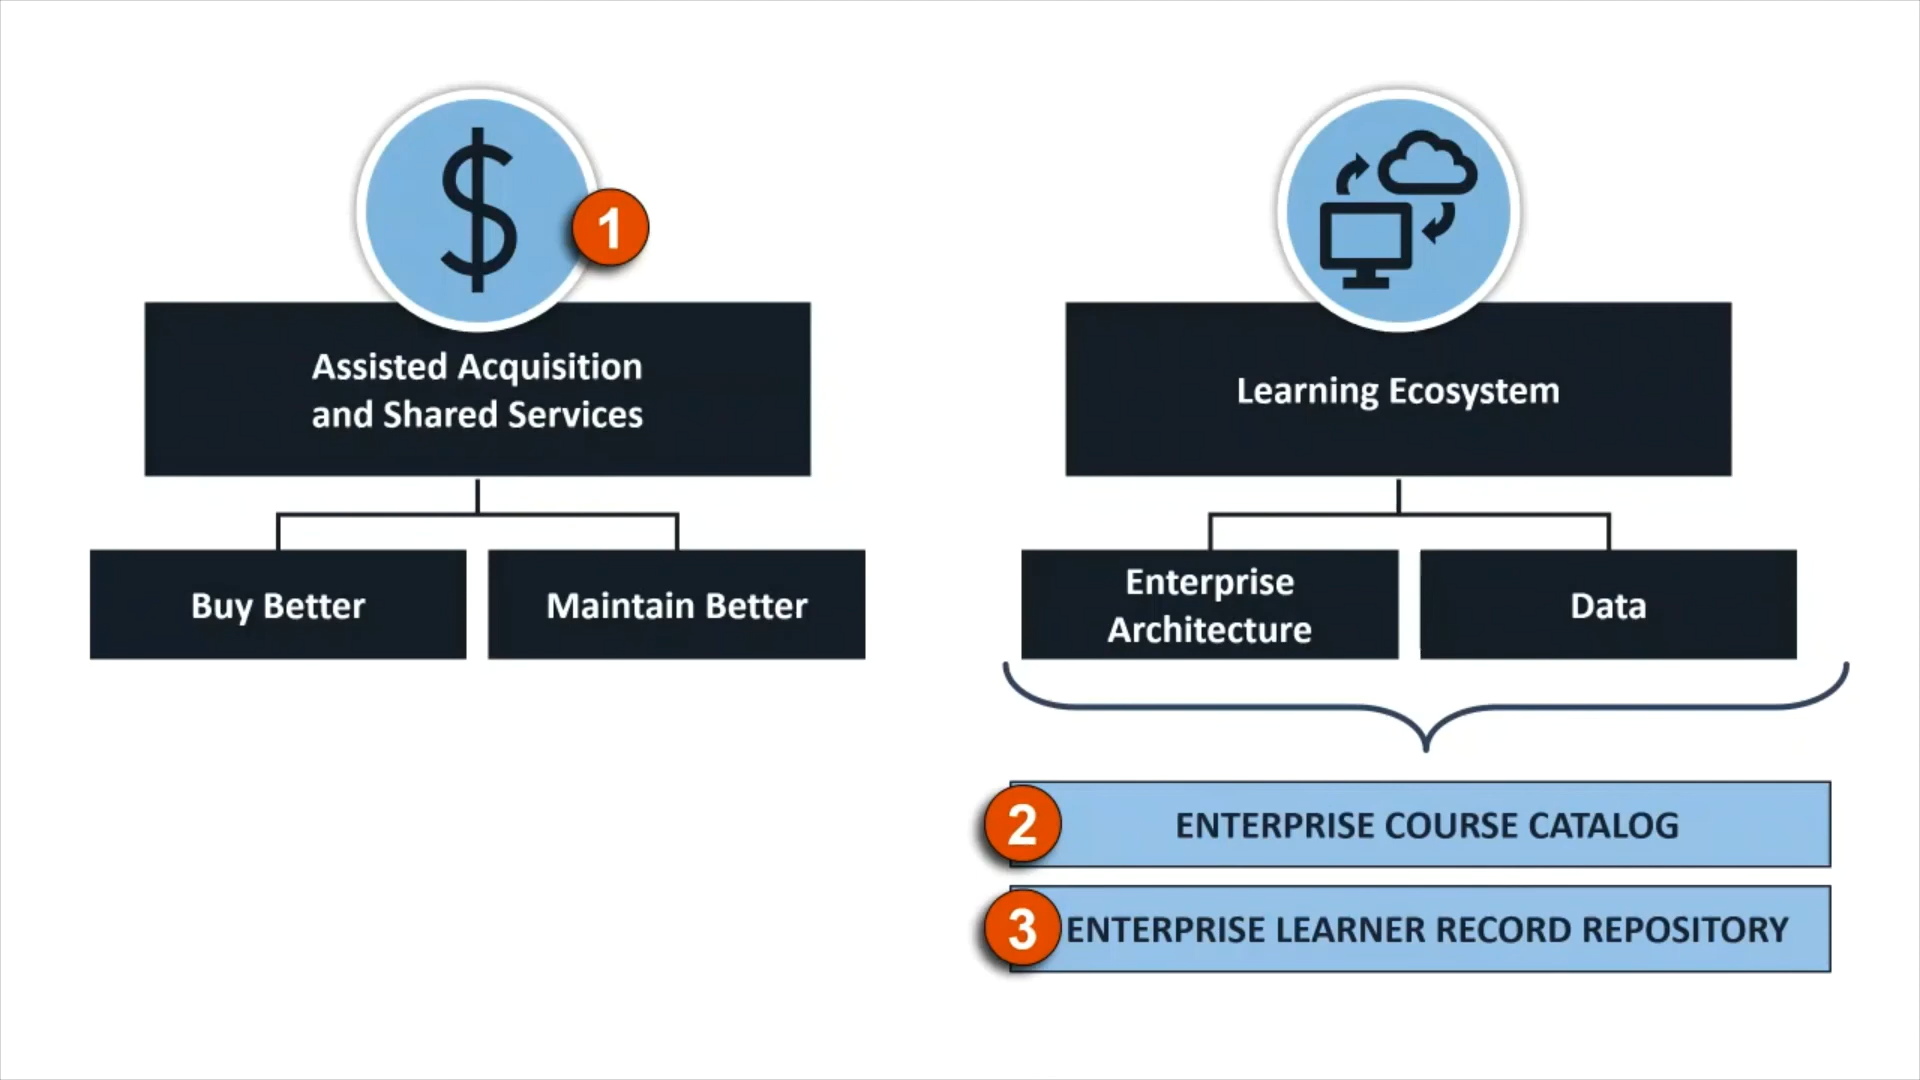 $
1
Assisted Acquisition
and Shared Services
Buy Better
Maintain Better
Learning Ecosystem
Enterprise
Architecture
Data
2
ENTERPRISE COURSE CATALOG
3
ENTERPRISE LEARNER RECORD REPOSITORY